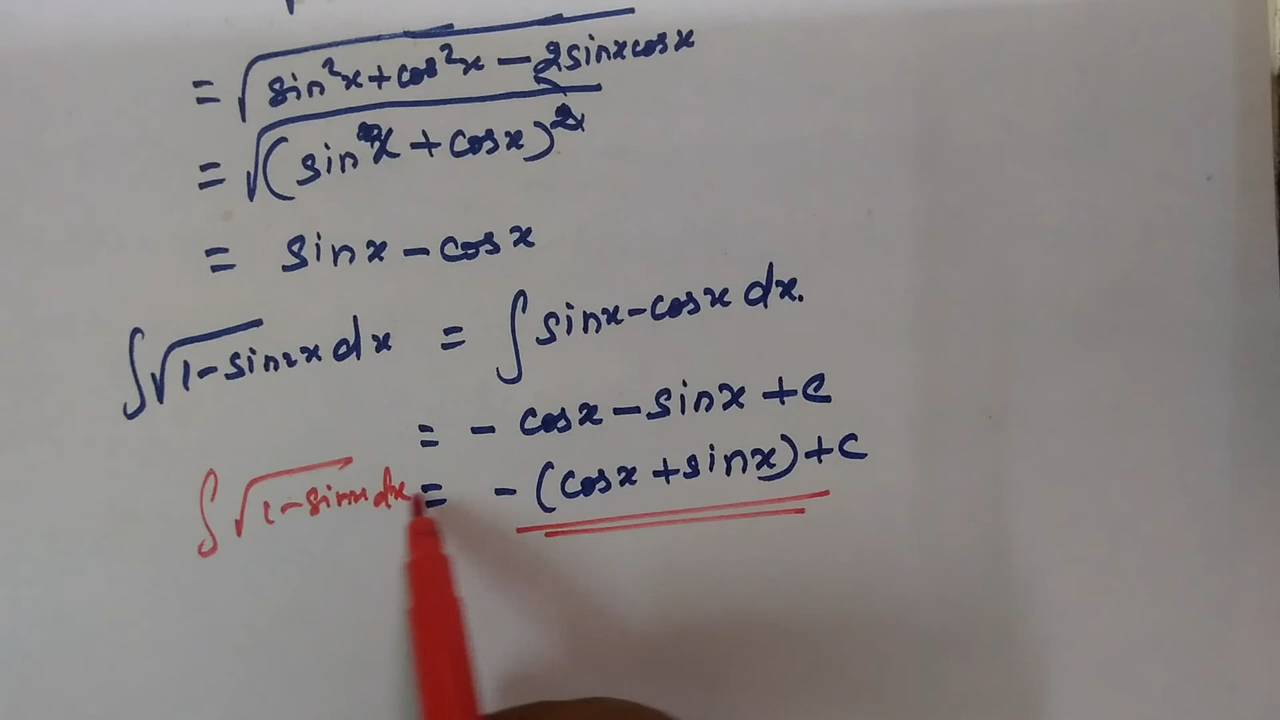 = √sin²x+cos²x − 2sinxcosx
= √(sin²x + cosx)²
= sinx − cosx
∫√1−sin2x dx = ∫sinx−cosx dx.
= − cosx − sinx + c
∫√1−sin2x dx = − (cosx + sinx) + c